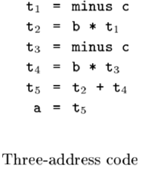 t₁ = minus c
t₂ = b * t₁
t₃ = minus c
t₄ = b * t₃
t₅ = t₂ + t₄
a = t₅
Three-address code